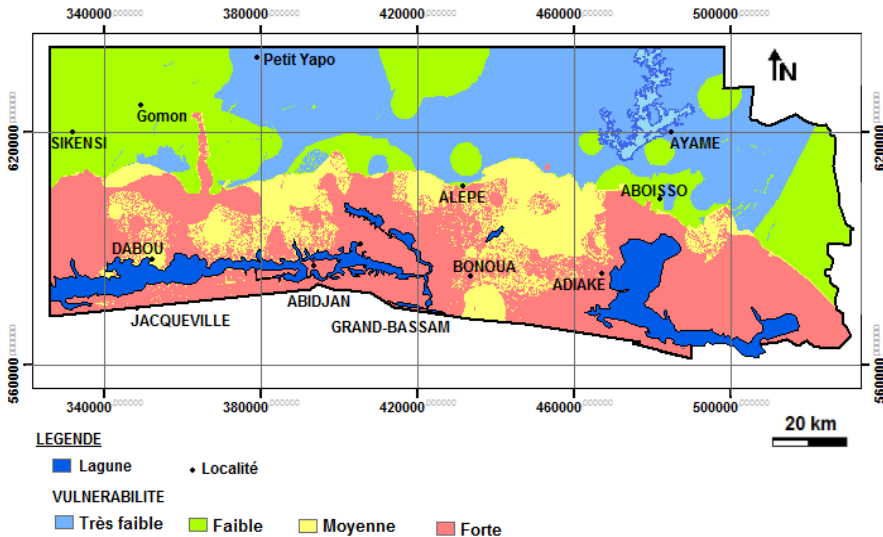 340000 380000 420000 460000 500000
Petit Yapo
N
Gomon
620000 620000
SIKENSI
AYAME
ABOISSO
ALEPE
DABOU
BONOUA
ADIAKE
ABIDJAN
JACQUEVILLE
GRAND-BASSAM
560000 560000
340000 380000 420000 460000 500000
20 km
LEGENDE
Lagune
Localité
VULNERABILITE
Très faible
Faible
Moyenne
Forte